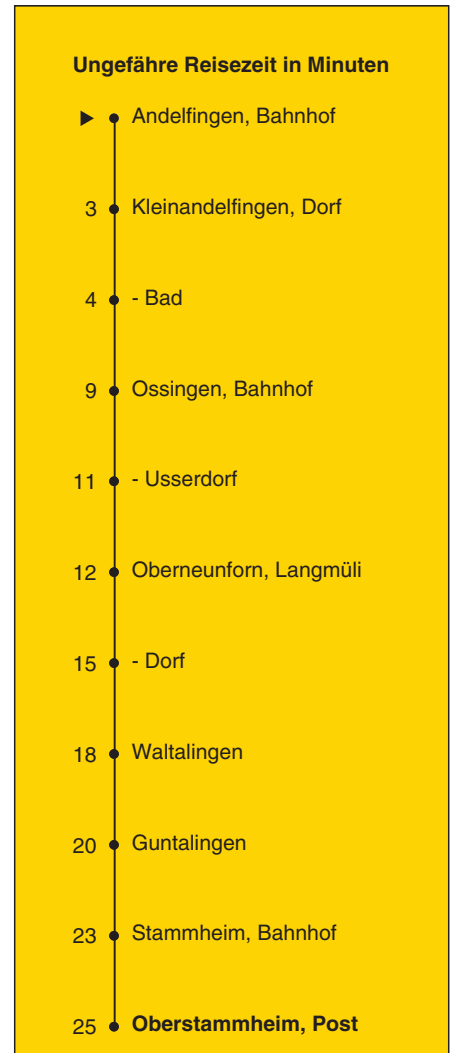 Ungefähre Reisezeit in Minuten
Andelfingen, Bahnhof
3 Kleinandelfingen, Dorf
4 - Bad
9 Ossingen, Bahnhof
11 - Usserdorf
12 Oberneunforn, Langmüli
15 - Dorf
18 Waltalingen
20 Guntalingen
23 Stammheim, Bahnhof
25 Oberstammheim, Post